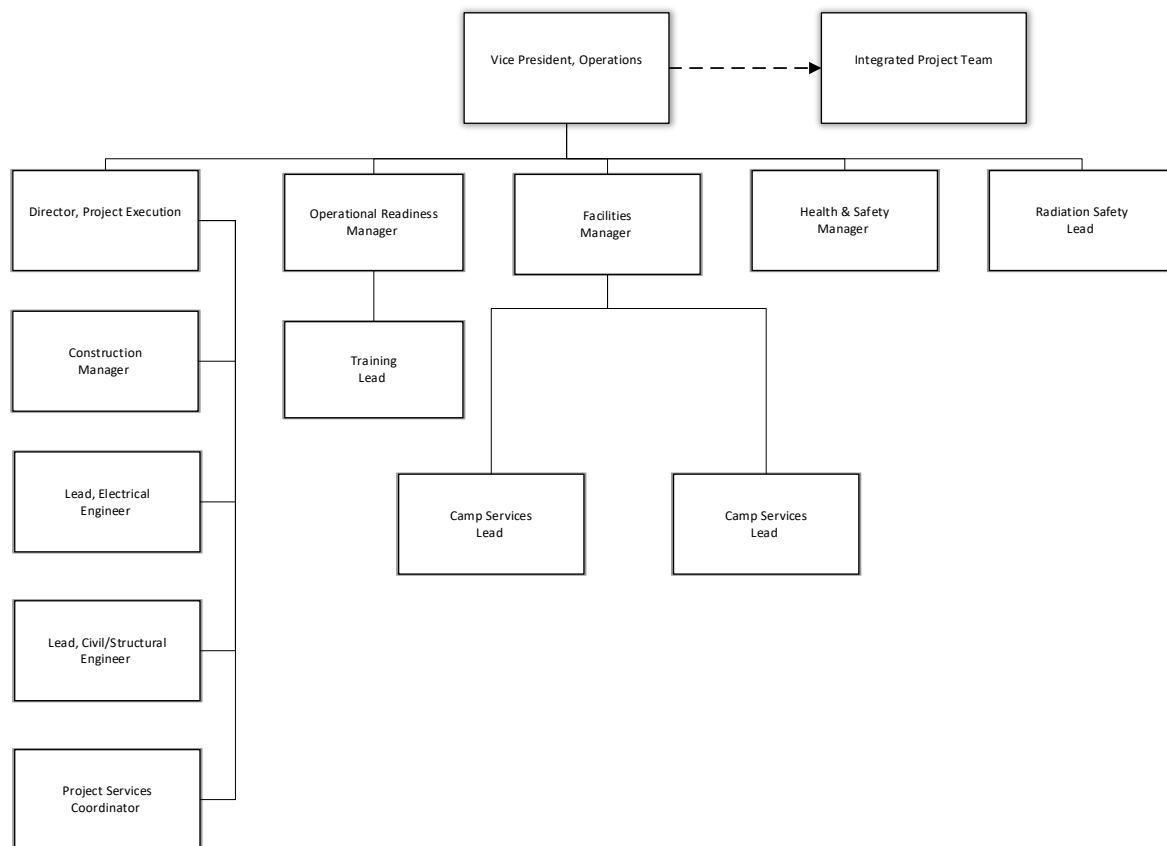 Vice President, Operations
Integrated Project Team
Director, Project Execution
Operational Readiness
Manager
Facilities
Manager
Health & Safety
Manager
Radiation Safety
Lead
Construction
Manager
Training
Lead
Lead, Electrical
Engineer
Camp Services
Lead
Camp Services
Lead
Lead, Civil/Structural
Engineer
Project Services
Coordinator